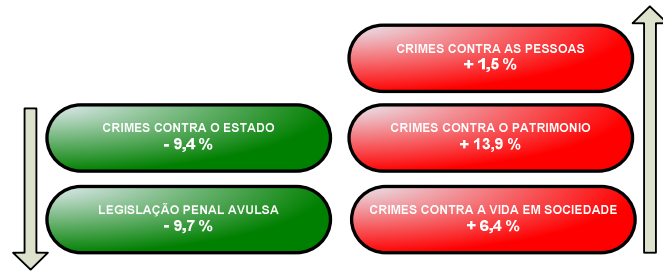 CRIMES CONTRA AS PESSOAS
+ 1,5 %
CRIMES CONTRA O ESTADO
- 9,4 %
CRIMES CONTRA O PATRIMONIO
+ 13,9 %
LEGISLAÇÃO PENAL AVULSA
- 9,7 %
CRIMES CONTRA A VIDA EM SOCIEDADE
+ 6,4 %